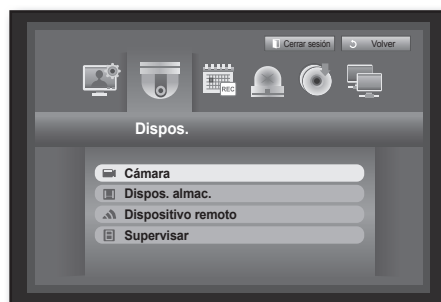 Cerrar sesión Volver
REC
Dispos.
Cámara
Dispos. almac.
Dispositivo remoto
Supervisar